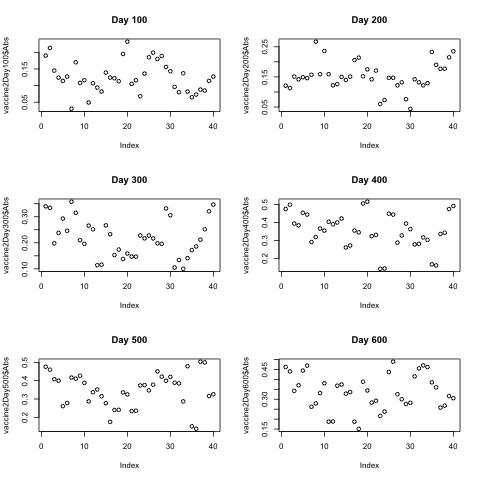 Day 100
vaccine2Day100$Abs
0.05 0.15
0 10 20 30 40
Index
Day 200
vaccine2Day200$Abs
0.05 0.15 0.25
0 10 20 30 40
Index
Day 300
vaccine2Day300$Abs
0.10 0.20 0.30
0 10 20 30 40
Index
Day 400
vaccine2Day400$Abs
0.2 0.3 0.4 0.5
0 10 20 30 40
Index
Day 500
vaccine2Day500$Abs
0.2 0.3 0.4 0.5
0 10 20 30 40
Index
Day 600
vaccine2Day600$Abs
0.15 0.30 0.45
0 10 20 30 40
Index